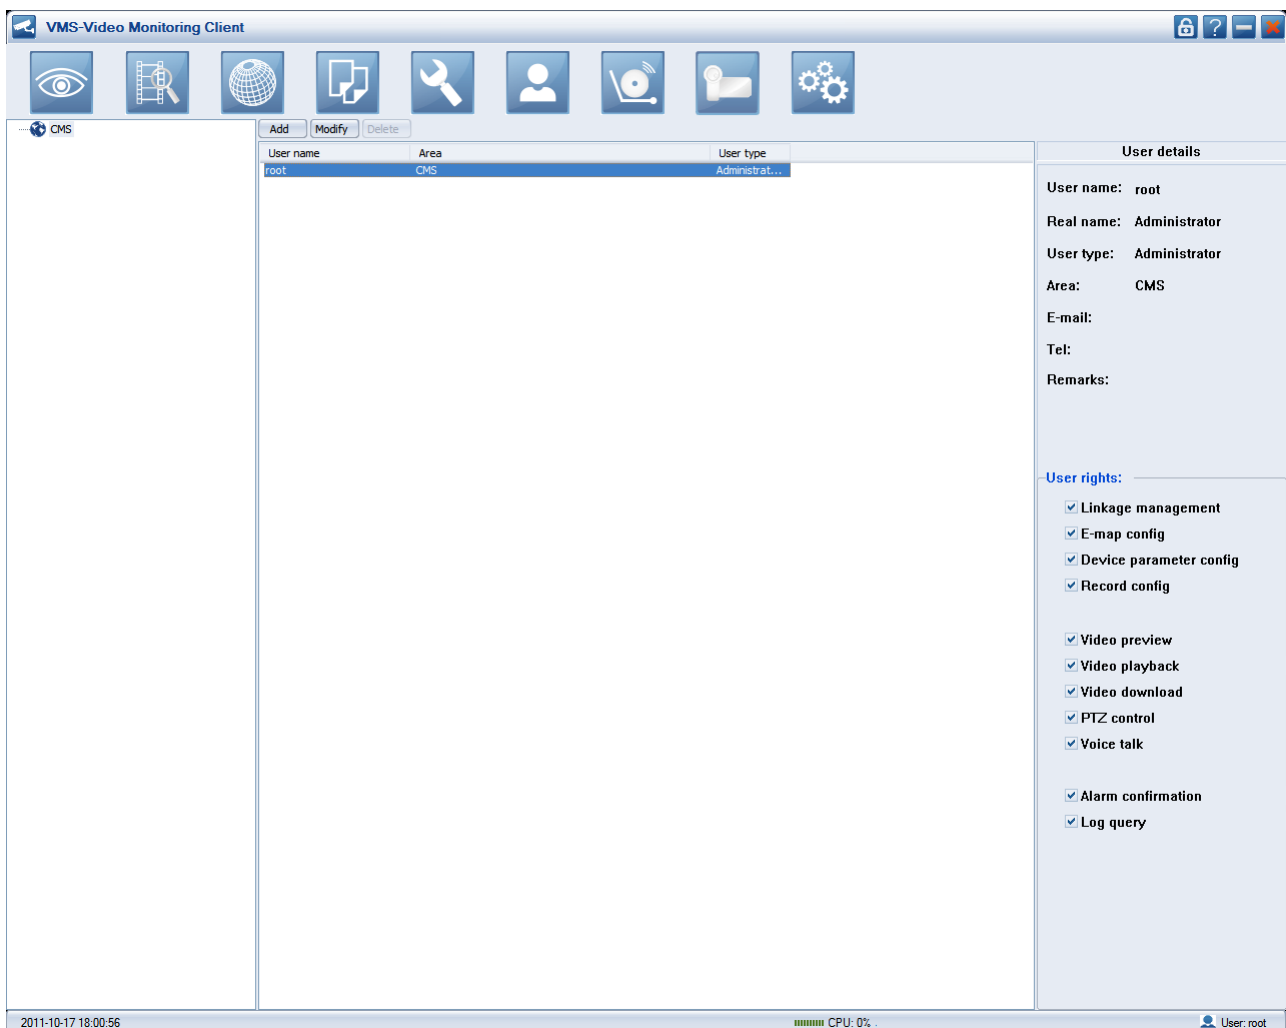 VMS-Video Monitoring Client
CMS
Add Modify Delete
User name Area User type
root CMS Administrat...
User details
User name: root
Real name: Administrator
User type: Administrator
Area: CMS
E-mail:
Tel:
Remarks:
User rights:
Linkage management
E-map config
Device parameter config
Record config
Video preview
Video playback
Video download
PTZ control
Voice talk
Alarm confirmation
Log query
2011-10-17 18:00:56 CPU: 0% . User: root